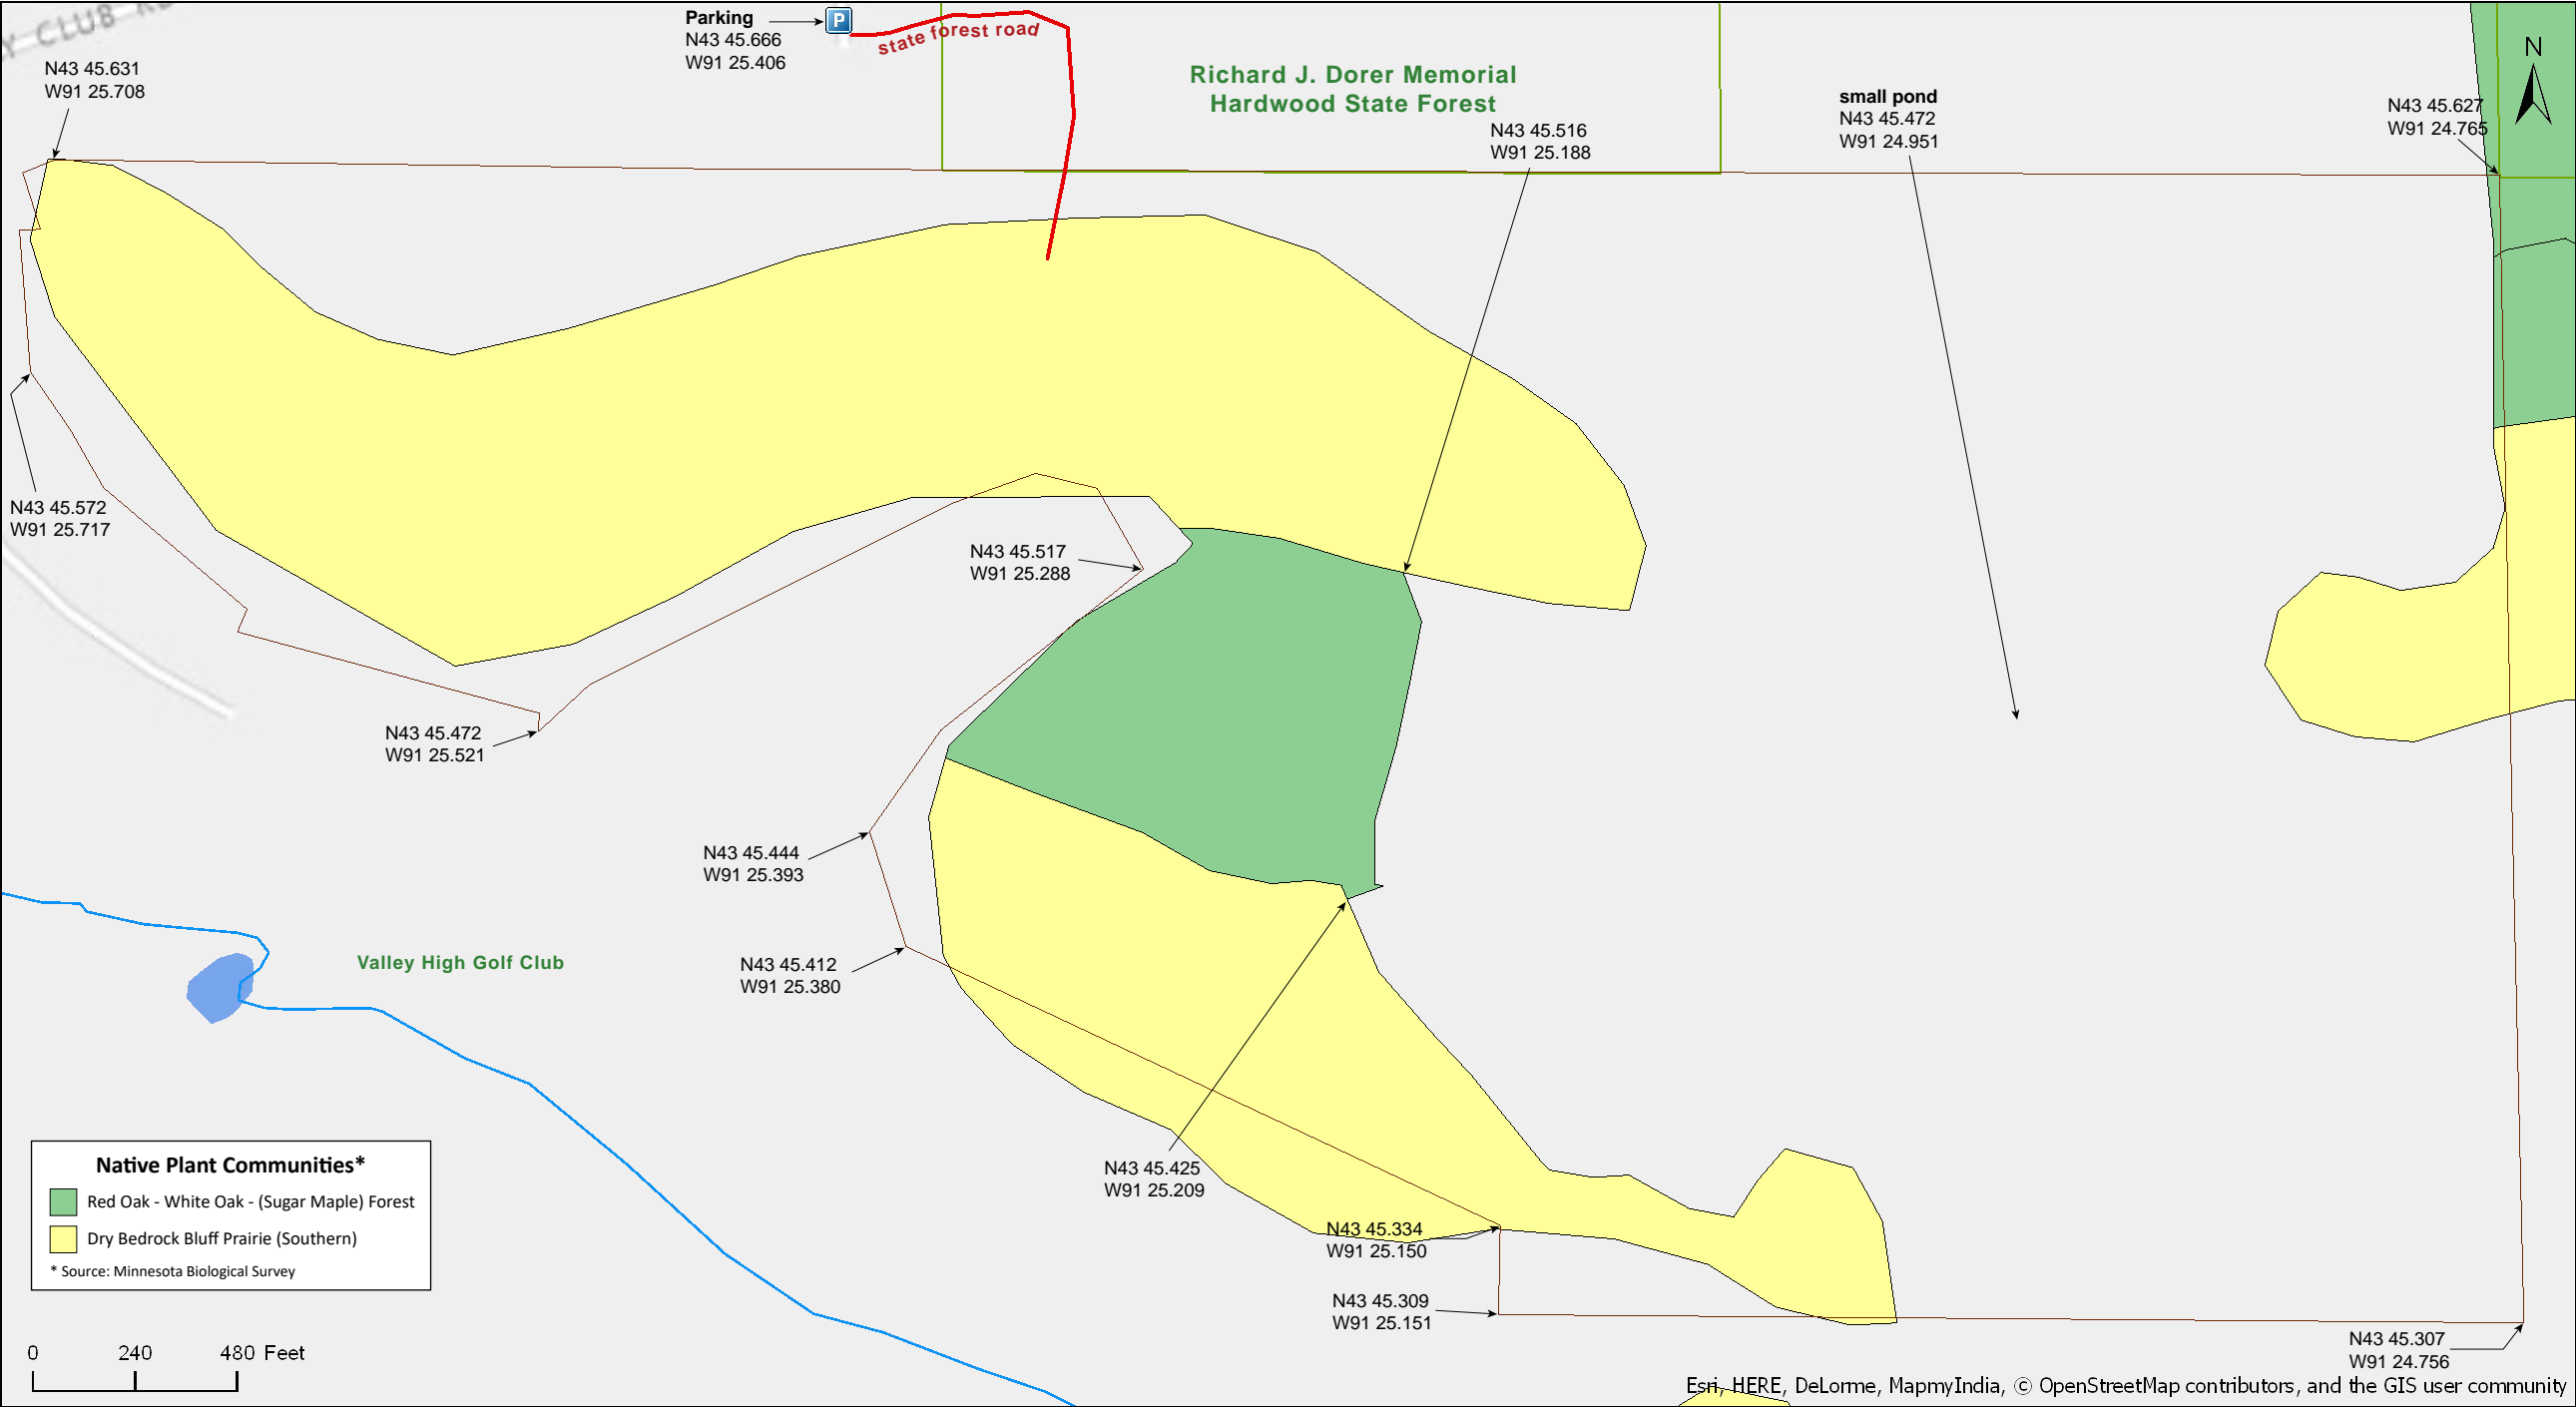 Y CLUB RD
Parking
N43 45.666
W91 25.406
P
state forest road
N
N43 45.631
W91 25.708
Richard J. Dorer Memorial
Hardwood State Forest
N43 45.516
W91 25.188
small pond
N43 45.472
W91 24.951
N43 45.627
W91 24.765
N43 45.572
W91 25.717
N43 45.517
W91 25.288
N43 45.472
W91 25.521
N43 45.444
W91 25.393
Valley High Golf Club
N43 45.412
W91 25.380
N43 45.425
W91 25.209
N43 45.334
W91 25.150
N43 45.309
W91 25.151
N43 45.307
W91 24.756
Native Plant Communities*
Red Oak - White Oak - (Sugar Maple) Forest
Dry Bedrock Bluff Prairie (Southern)
* Source: Minnesota Biological Survey
0 240 480 Feet
Esri, HERE, DeLorme, MapmyIndia, © OpenStreetMap contributors, and the GIS user community